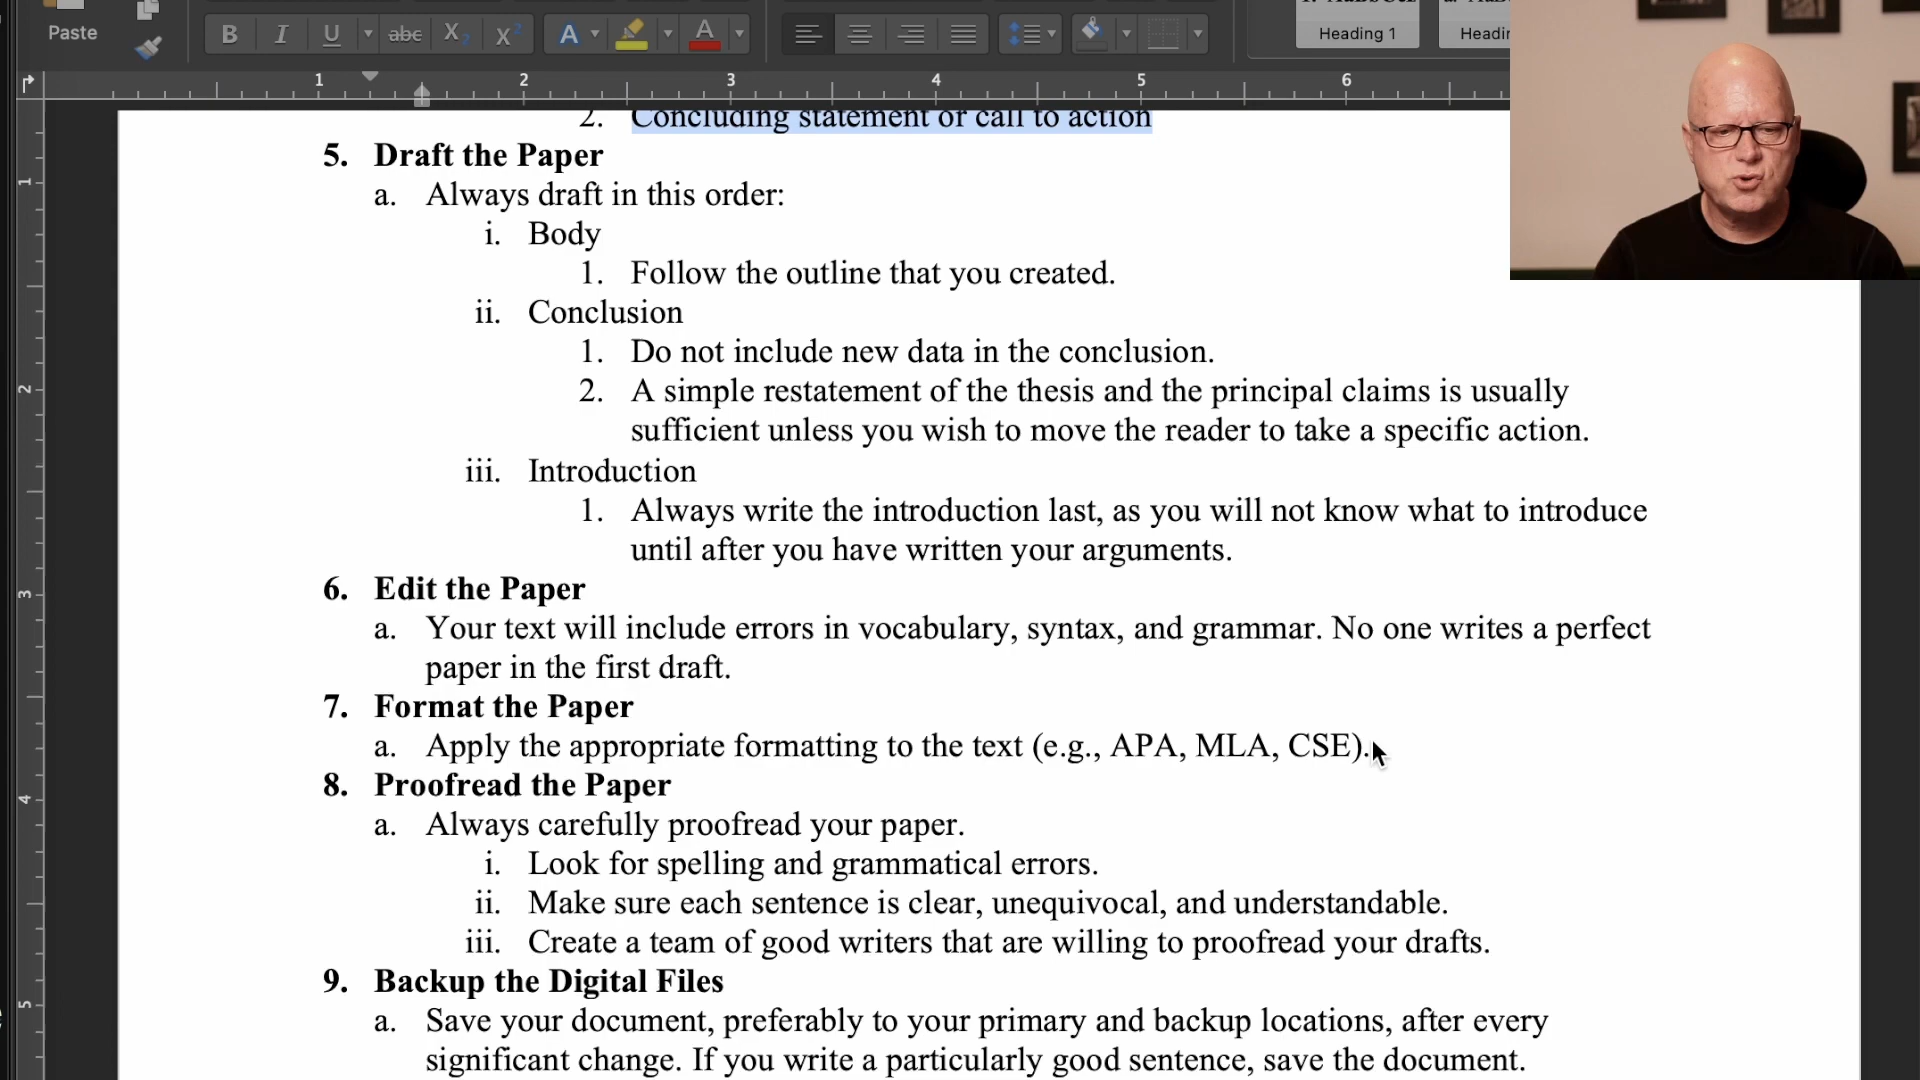 Paste
B I U abc X₂ X² A A
Heading 1
Headin
1 2 3 4 5 6
2. Concluding statement or call to action
5. Draft the Paper
a. Always draft in this order:
i. Body
1. Follow the outline that you created.
ii. Conclusion
1. Do not include new data in the conclusion.
2. A simple restatement of the thesis and the principal claims is usually
sufficient unless you wish to move the reader to take a specific action.
iii. Introduction
1. Always write the introduction last, as you will not know what to introduce
until after you have written your arguments.
6. Edit the Paper
a. Your text will include errors in vocabulary, syntax, and grammar. No one writes a perfect
paper in the first draft.
7. Format the Paper
a. Apply the appropriate formatting to the text (e.g., APA, MLA, CSE).
8. Proofread the Paper
a. Always carefully proofread your paper.
i. Look for spelling and grammatical errors.
ii. Make sure each sentence is clear, unequivocal, and understandable.
iii. Create a team of good writers that are willing to proofread your drafts.
9. Backup the Digital Files
a. Save your document, preferably to your primary and backup locations, after every
significant change. If you write a particularly good sentence, save the document.
1
2
3
4
5